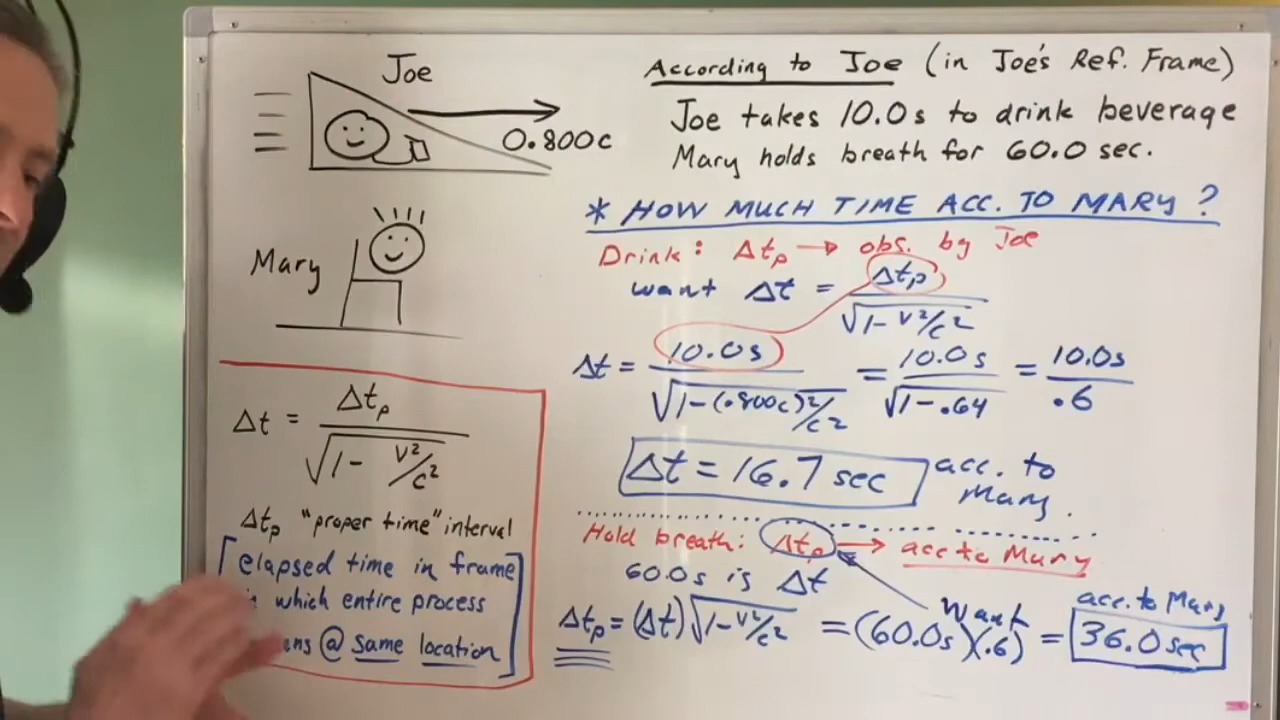 Joe
0.800c
Mary
Δt = Δtp / √1 - v²/c²
Δtp "proper time" interval
elapsed time in frame
which entire process
@ same location
According to Joe (in Joe's Ref. Frame)
Joe takes 10.0s to drink beverage
Mary holds breath for 60.0 sec.
* HOW MUCH TIME ACC. TO MARY?
Drink: Δtp → obs. by Joe
want Δt = Δtp / √1 - v²/c²
Δt = 10.0s / √1-(.800c)²/c² = 10.0s / √1-.64 = 10.0s / .6
Δt = 16.7 sec acc. to
Mary.
Hold breath: Δtp → acc to Mary
60.0s is Δt
want
acc. to Mary
Δtp = (Δt)√1-v²/c² = (60.0s)(.6) = 36.0 sec